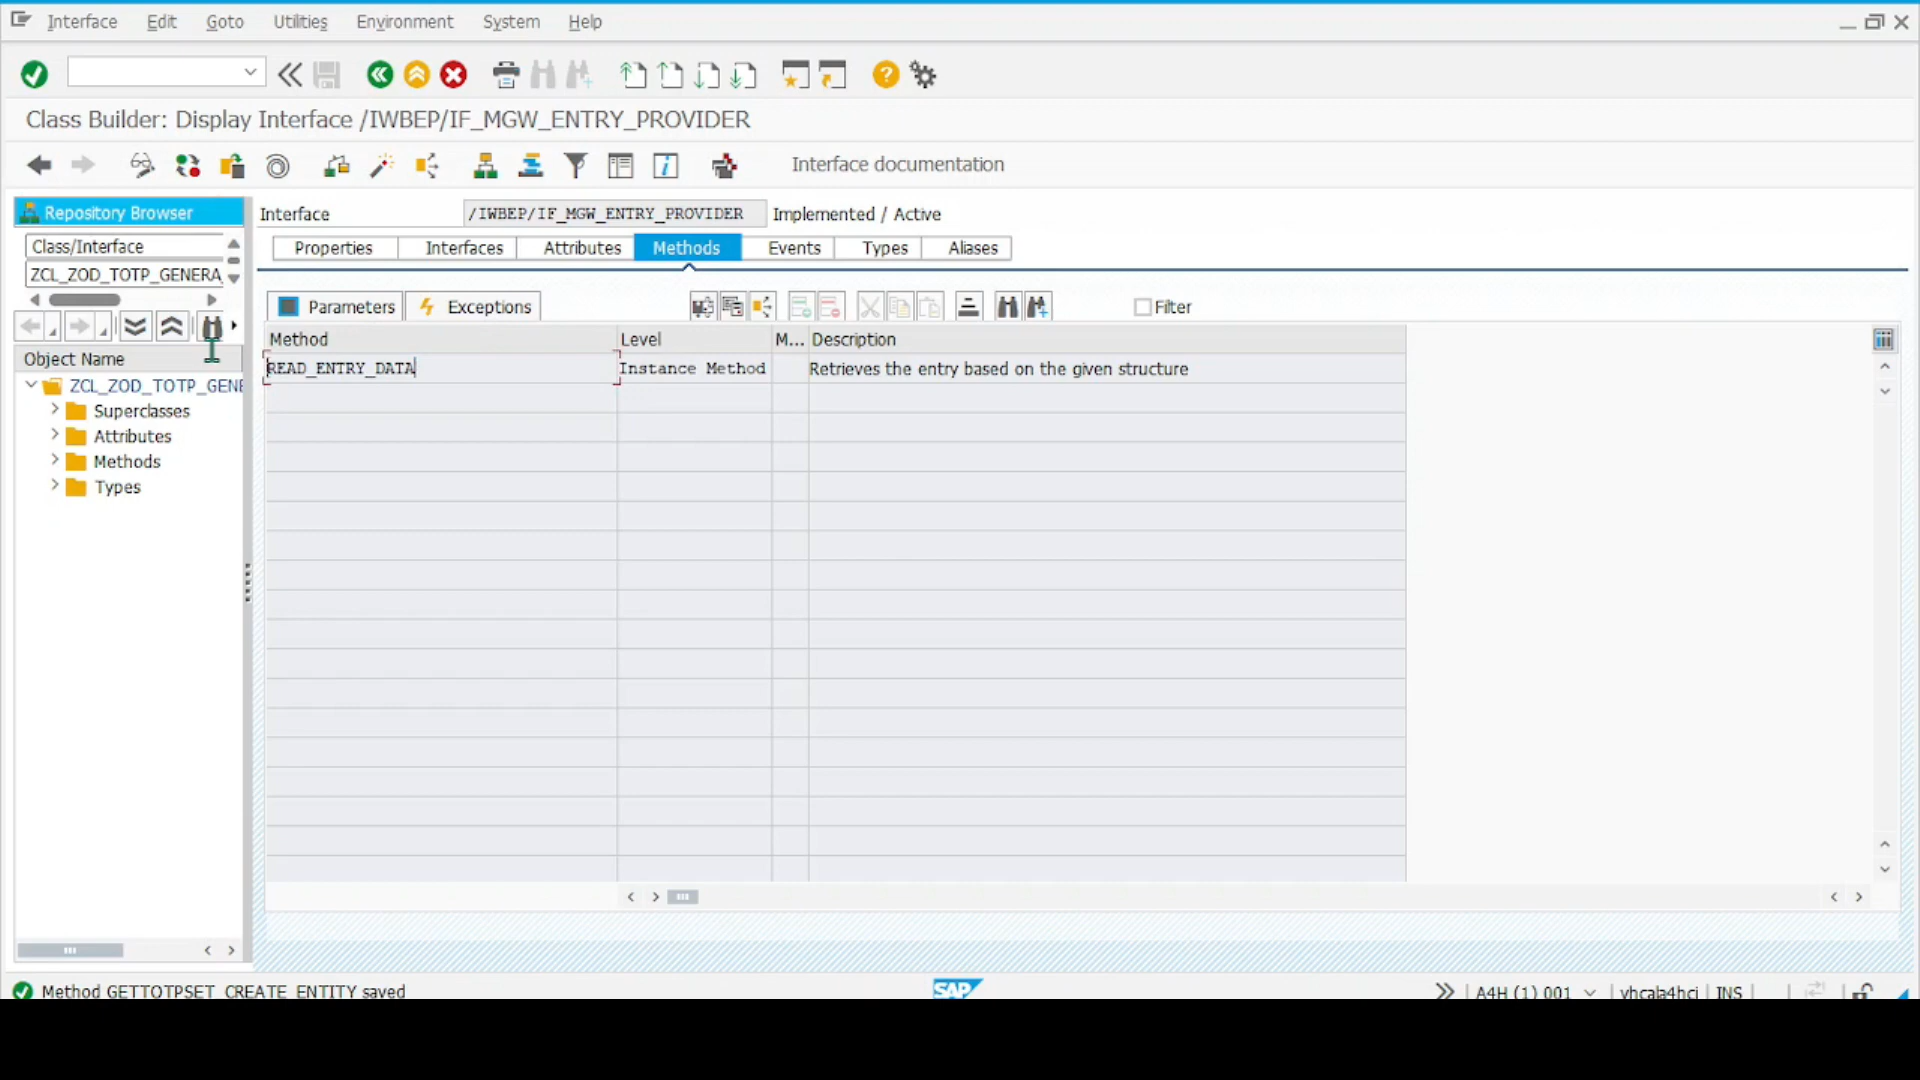 Interface Edit Goto Utilities Environment System Help
Class Builder: Display Interface /IWBEP/IF_MGW_ENTRY_PROVIDER
Interface documentation
Repository Browser
Interface /IWBEP/IF_MGW_ENTRY_PROVIDER Implemented / Active
Class/Interface
Properties Interfaces Attributes Methods Events Types Aliases
ZCL_ZOD_TOTP_GENERA
Parameters Exceptions Filter
Method Level M... Description
Object Name
READ_ENTRY_DATA Instance Method Retrieves the entry based on the given structure
ZCL_ZOD_TOTP_GENE
Superclasses
Attributes
Methods
Types
Method GETTOTPSET_CREATE_ENTITY saved SAP A4H (1) 001 vhcala4hci INS